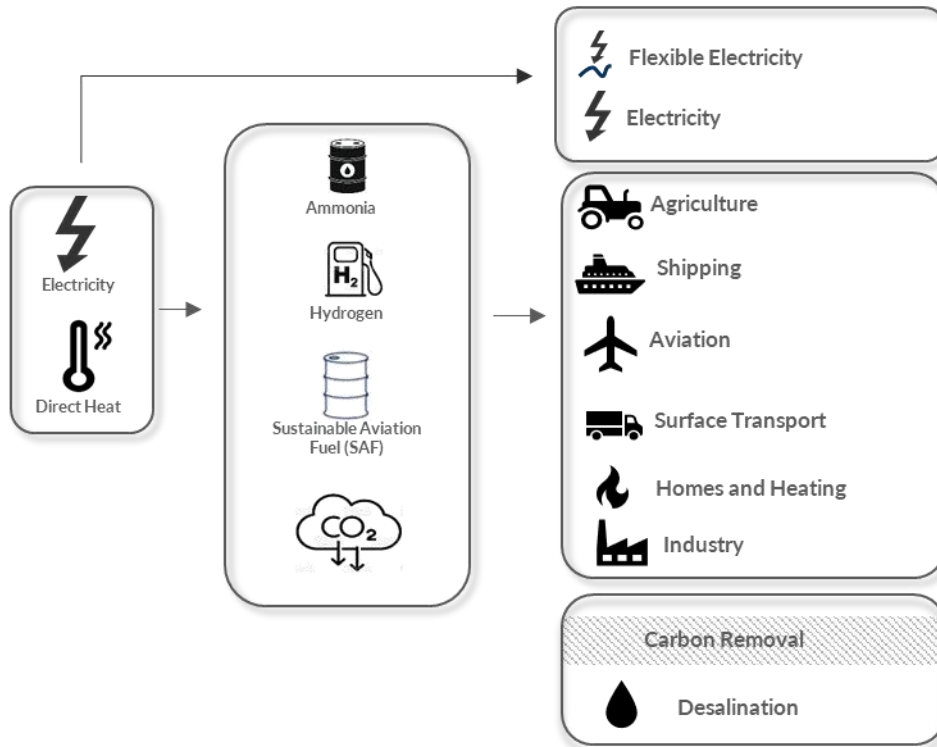 Flexible Electricity
Electricity
Electricity
Direct Heat
Ammonia
H2
Hydrogen
Sustainable Aviation
Fuel (SAF)
CO2
Agriculture
Shipping
Aviation
Surface Transport
Homes and Heating
Industry
Carbon Removal
Desalination